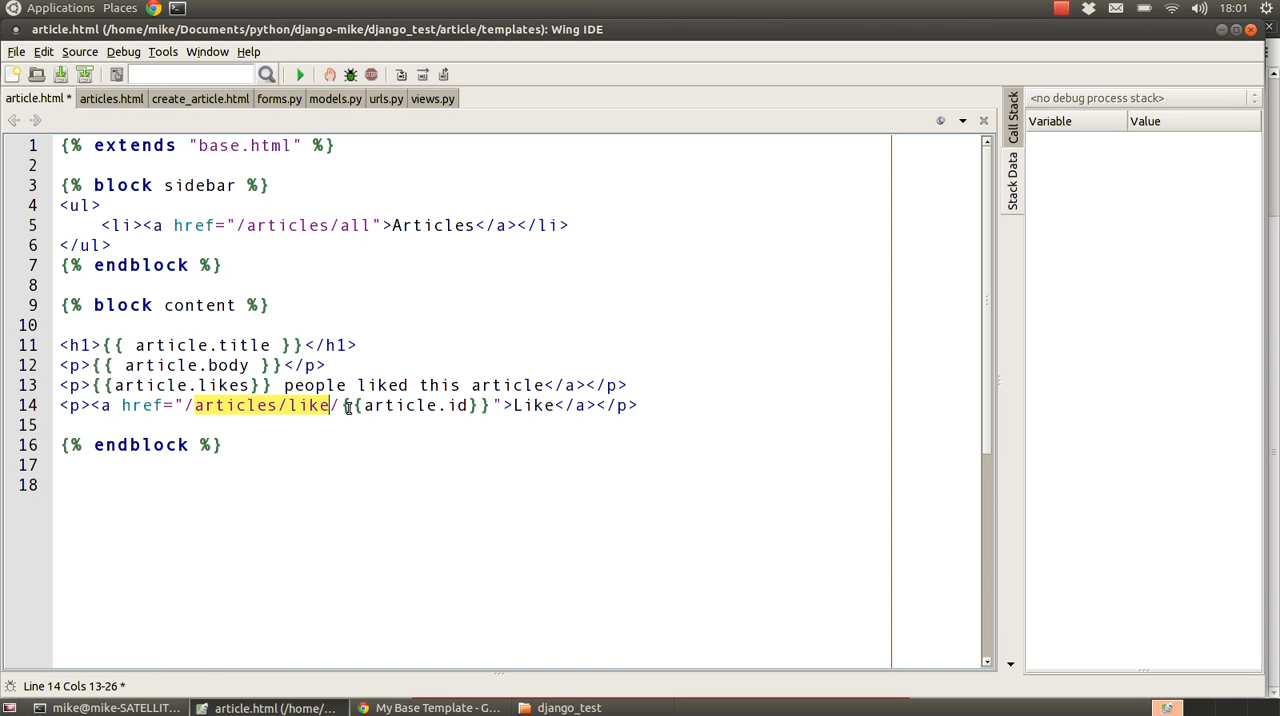 Applications Places 18:01
article.html (/home/mike/Documents/python/django-mike/django_test/article/templates): Wing IDE
File Edit Source Debug Tools Window Help
article.html * articles.html create_article.html forms.py models.py urls.py views.py
<no debug process stack>
Variable Value
Call Stack
Stack Data
1 {% extends "base.html" %}
2
3 {% block sidebar %}
4 <ul>
5 <li><a href="/articles/all">Articles</a></li>
6 </ul>
7 {% endblock %}
8
9 {% block content %}
10
11 <h1>{{ article.title }}</h1>
12 <p>{{ article.body }}</p>
13 <p>{{article.likes}} people liked this article</a></p>
14 <p><a href="/articles/like/{{article.id}}">Like</a></p>
15
16 {% endblock %}
17
18
Line 14 Cols 13-26 *
mike@mike-SATELLIT... article.html (/home/... My Base Template - G... django_test